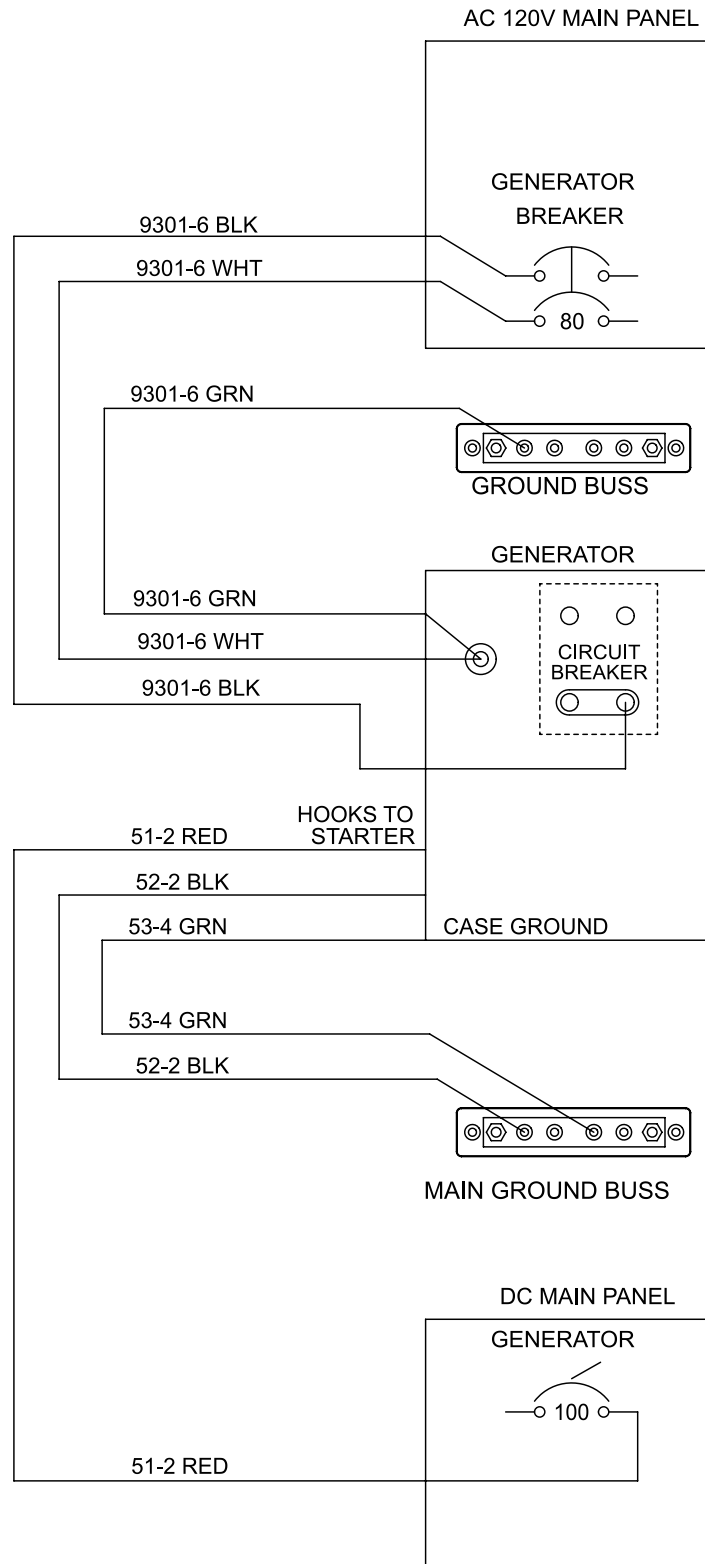 AC 120V MAIN PANEL
GENERATOR
BREAKER
9301-6 BLK
9301-6 WHT
80
9301-6 GRN
GROUND BUSS
GENERATOR
9301-6 GRN
9301-6 WHT
CIRCUIT
BREAKER
9301-6 BLK
HOOKS TO
STARTER
51-2 RED
52-2 BLK
53-4 GRN
CASE GROUND
53-4 GRN
52-2 BLK
MAIN GROUND BUSS
DC MAIN PANEL
GENERATOR
100
51-2 RED